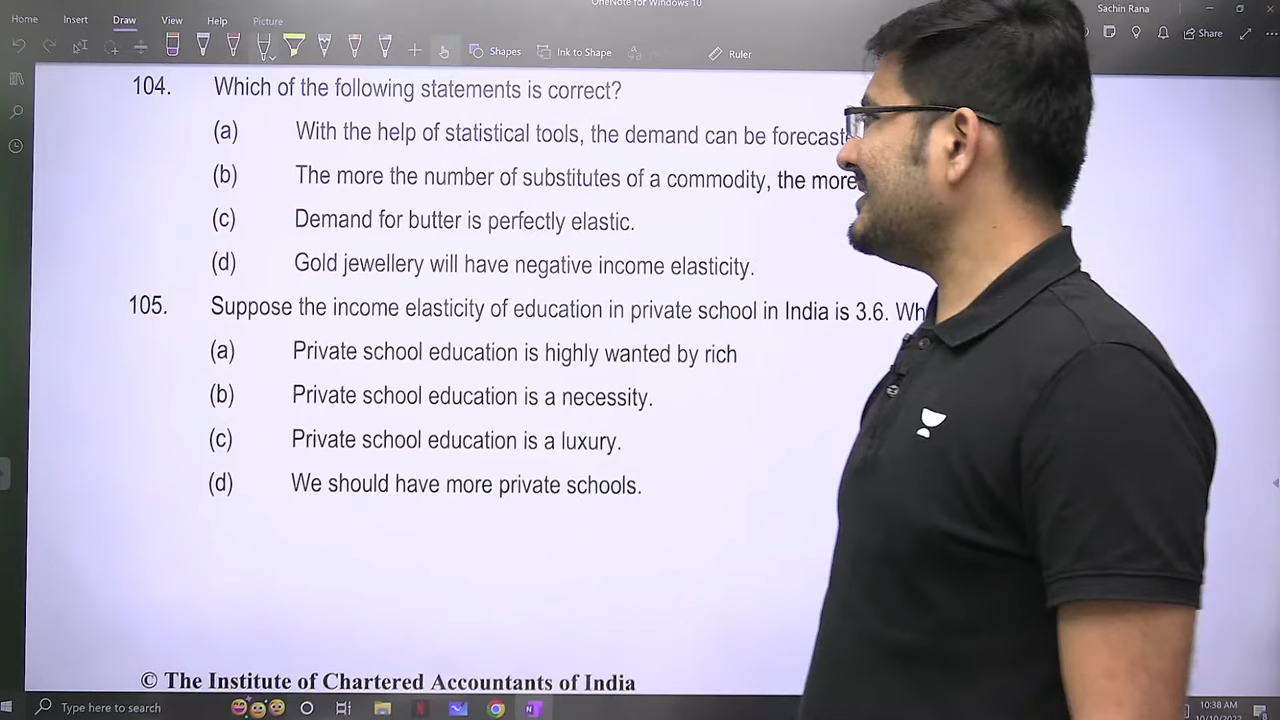 OneNote for Windows 10
Sachin Rana
Home Insert Draw View Help Picture
Shapes Ink to Shape Ruler Share
104. Which of the following statements is correct?
(a) With the help of statistical tools, the demand can be
(b) The more the number of substitutes of a commodity, the more
(c) Demand for butter is perfectly elastic.
(d) Gold jewellery will have negative income elasticity.
105. Suppose the income elasticity of education in private school in India is 3.6.
(a) Private school education is highly wanted by rich
(b) Private school education is a necessity.
(c) Private school education is a luxury.
(d) We should have more private schools.
© The Institute of Chartered Accountants of India
Type here to search
10:38 AM